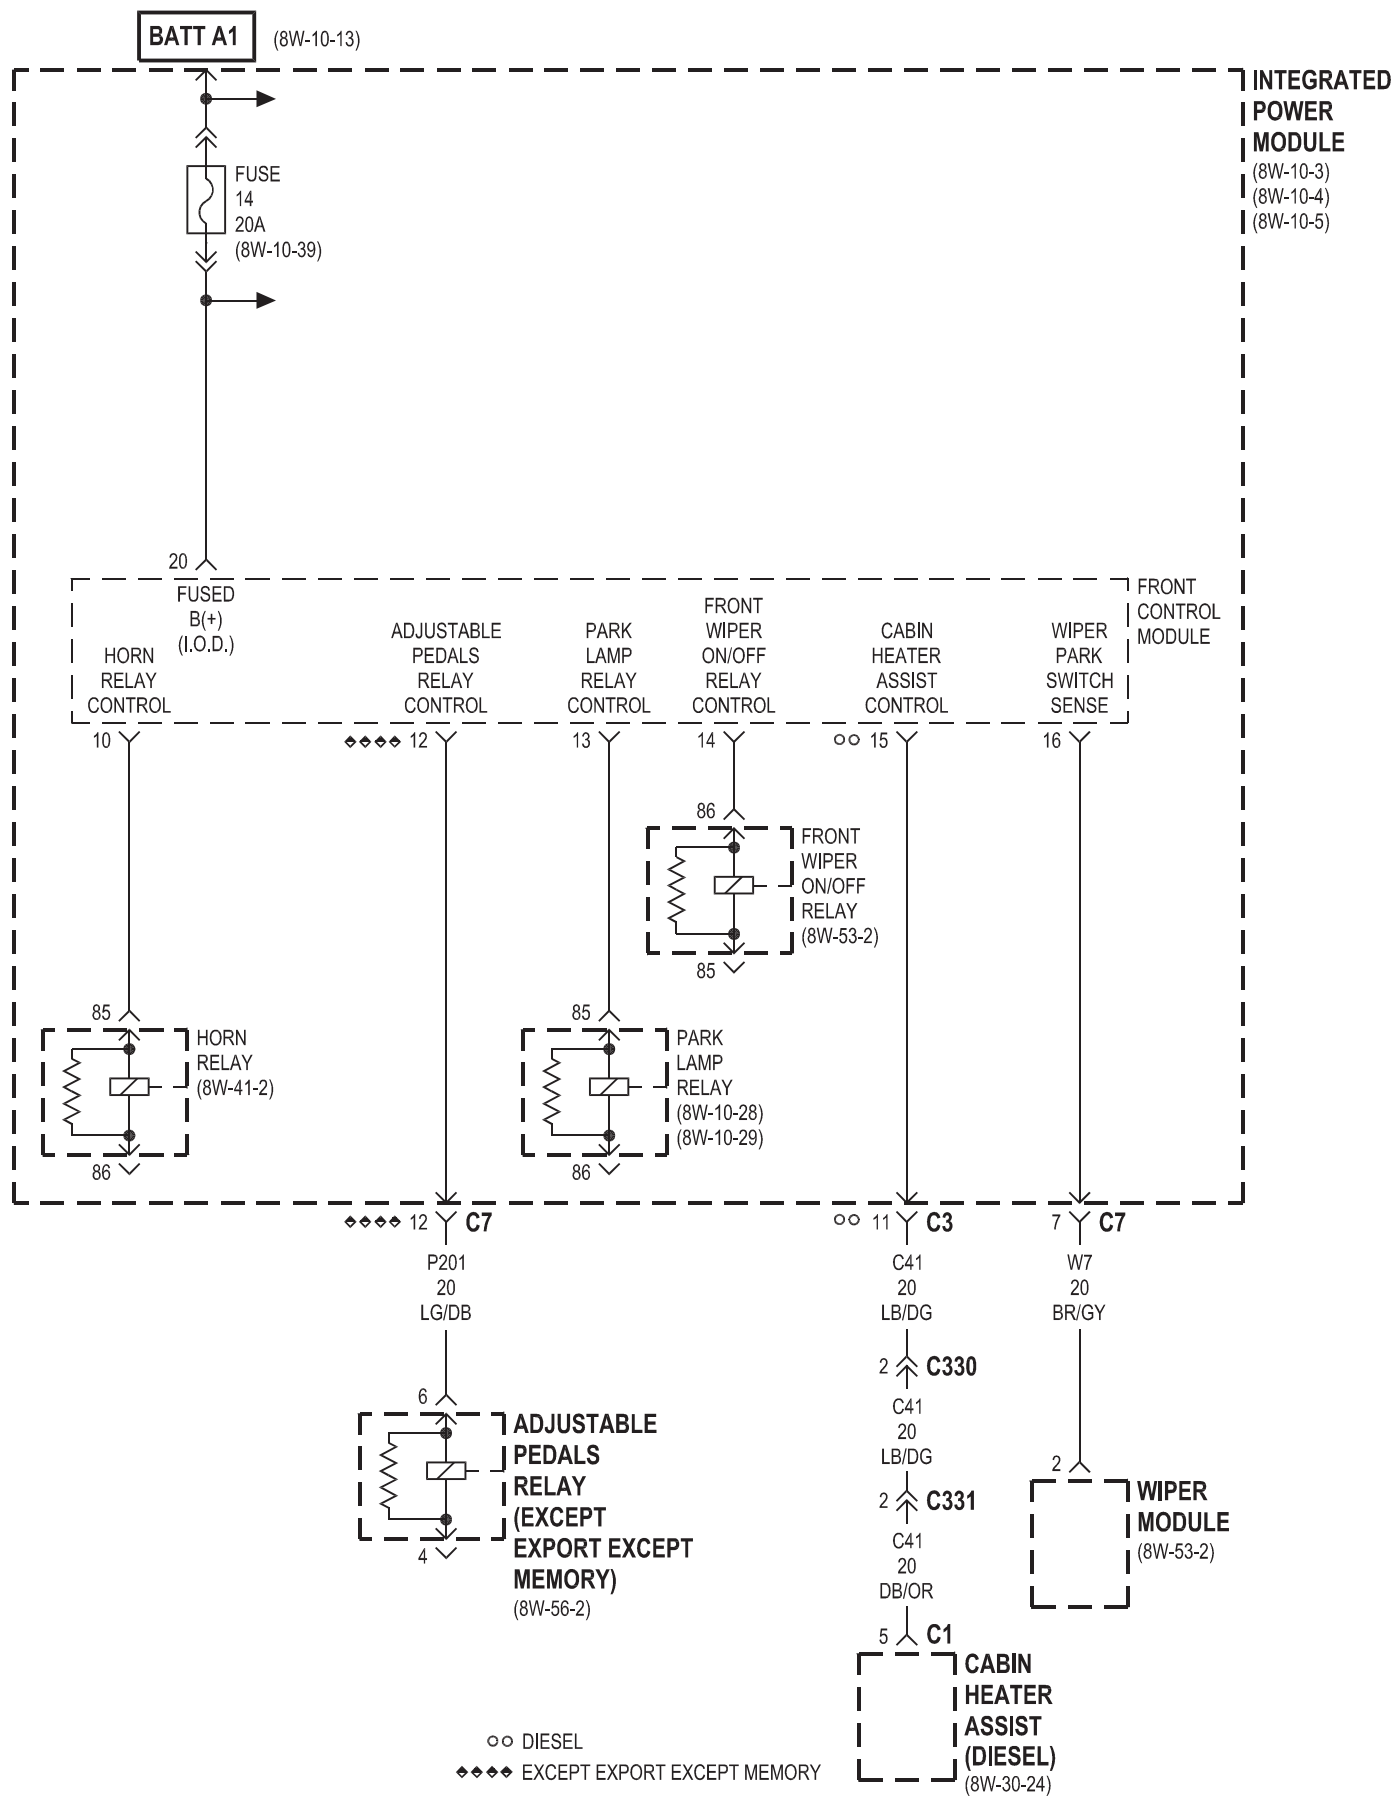 BATT A1 (8W-10-13)
INTEGRATED
POWER
MODULE
(8W-10-3)
(8W-10-4)
(8W-10-5)
FUSE
14
20A
(8W-10-39)
20
FUSED
B(+)
(I.O.D.)
FRONT
CONTROL
MODULE
HORN
RELAY
CONTROL
ADJUSTABLE
PEDALS
RELAY
CONTROL
PARK
LAMP
RELAY
CONTROL
FRONT
WIPER
ON/OFF
RELAY
CONTROL
CABIN
HEATER
ASSIST
CONTROL
WIPER
PARK
SWITCH
SENSE
10 12 13 14 15 16
86
FRONT
WIPER
ON/OFF
RELAY
(8W-53-2)
85
85
HORN
RELAY
(8W-41-2)
86
85
PARK
LAMP
RELAY
(8W-10-28)
(8W-10-29)
86
12 C7
P201
20
LG/DB
6
ADJUSTABLE
PEDALS
RELAY
(EXCEPT
EXPORT EXCEPT
MEMORY)
(8W-56-2)
4
11 C3
C41
20
LB/DG
2 C330
C41
20
LB/DG
2 C331
C41
20
DB/OR
5 C1
CABIN
HEATER
ASSIST
(DIESEL)
(8W-30-24)
7 C7
W7
20
BR/GY
2
WIPER
MODULE
(8W-53-2)
DIESEL
EXCEPT EXPORT EXCEPT MEMORY